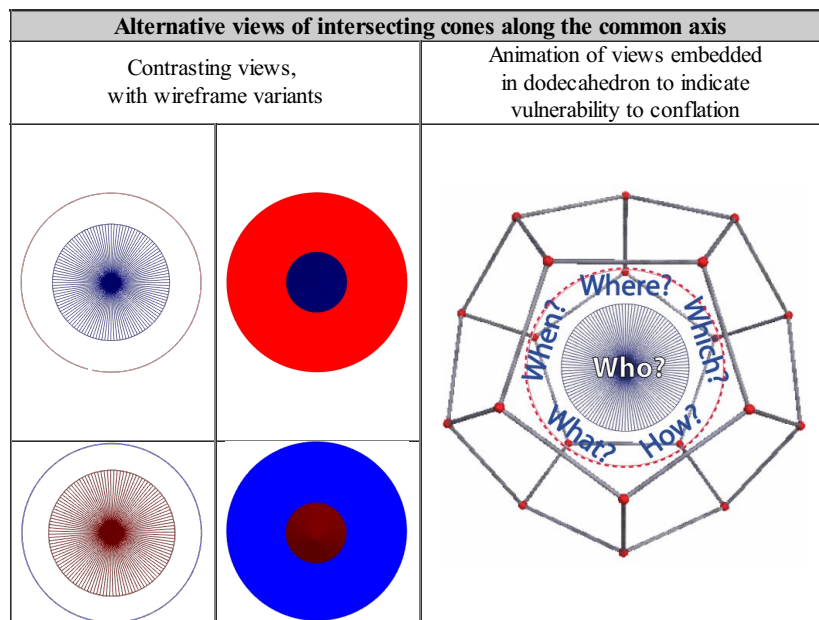 Alternative views of intersecting cones along the common axis
Contrasting views,
with wireframe variants
Animation of views embedded
in dodecahedron to indicate
vulnerability to conflation
Where?
When?
Which?
Who?
What?
How?